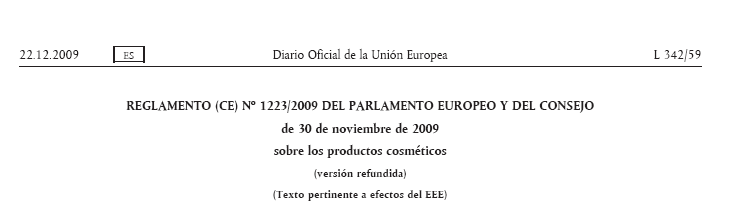 22.12.2009 ES Diario Oficial de la Unión Europea L 342/59
REGLAMENTO (CE) Nº 1223/2009 DEL PARLAMENTO EUROPEO Y DEL CONSEJO
de 30 de noviembre de 2009
sobre los productos cosméticos
(versión refundida)
(Texto pertinente a efectos del EEE)